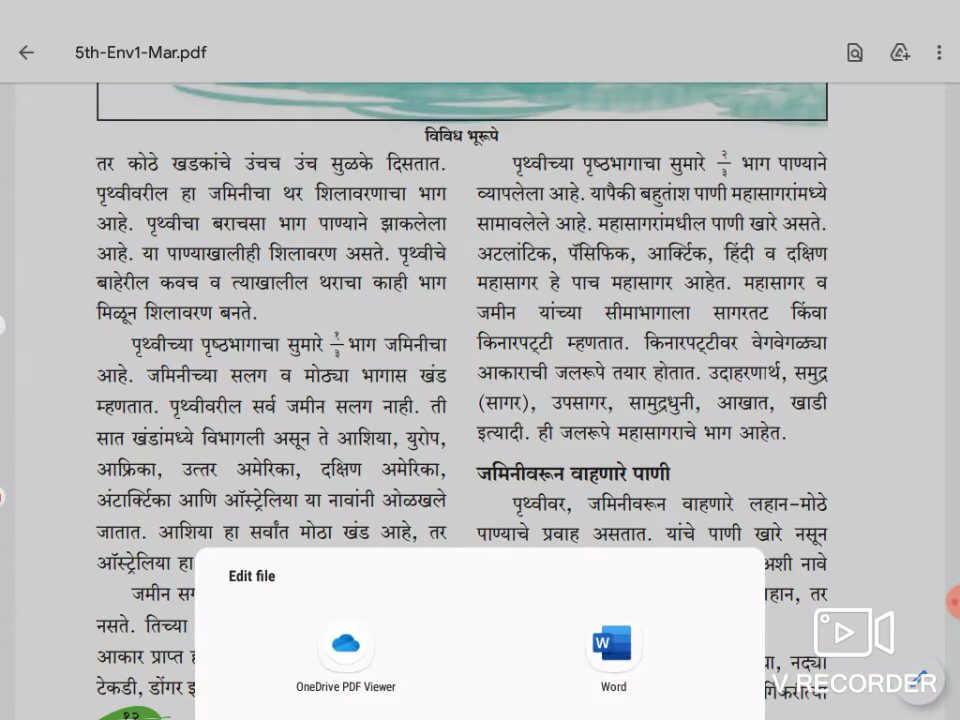 5th-Env1-Mar.pdf
विविध भूरूपे
तर कोठे खडकांचे उंचच उंच सुळके दिसतात.
पृथ्वीवरील हा जमिनीचा थर शिलावरणाचा भाग
आहे. पृथ्वीचा बराचसा भाग पाण्याने झाकलेला
आहे. या पाण्याखालीही शिलावरण असते. पृथ्वीचे
बाहेरील कवच व त्याखालील थराचा काही भाग
मिळून शिलावरण बनते.
पृथ्वीच्या पृष्ठभागाचा सुमारे १/३ भाग जमिनीचा
आहे. जमिनीच्या सलग व मोठ्या भागास खंड
म्हणतात. पृथ्वीवरील सर्व जमीन सलग नाही. ती
सात खंडांमध्ये विभागली असून ते आशिया, युरोप,
आफ्रिका, उत्तर अमेरिका, दक्षिण अमेरिका,
अंटार्क्टिका आणि ऑस्ट्रेलिया या नावांनी ओळखले
जातात. आशिया हा सर्वांत मोठा खंड आहे, तर
ऑस्ट्रेलिया हा
जमीन
नसते. तिच्या
आकार प्राप्त
टेकडी, डोंगर
१२
पृथ्वीच्या पृष्ठभागाचा सुमारे २/३ भाग पाण्याने
व्यापलेला आहे. यापैकी बहुतांश पाणी महासागरांमध्ये
सामावलेले आहे. महासागरांमधील पाणी खारे असते.
अटलांटिक, पॅसिफिक, आर्क्टिक, हिंदी व दक्षिण
महासागर हे पाच महासागर आहेत. महासागर व
जमीन यांच्या सीमाभागाला सागरतट किंवा
किनारपट्टी म्हणतात. किनारपट्टीवर वेगवेगळ्या
आकाराची जलरूपे तयार होतात. उदाहरणार्थ, समुद्र
(सागर), उपसागर, सामुद्रधुनी, आखात, खाडी
इत्यादी. ही जलरूपे महासागराचे भाग आहेत.
जमिनीवरून वाहणारे पाणी
पृथ्वीवर, जमिनीवरून वाहणारे लहान-मोठे
पाण्याचे प्रवाह असतात. यांचे पाणी खारे नसून
अशी नावे
तर
नद्या
Edit file
OneDrive PDF Viewer
Word
V RECORDER